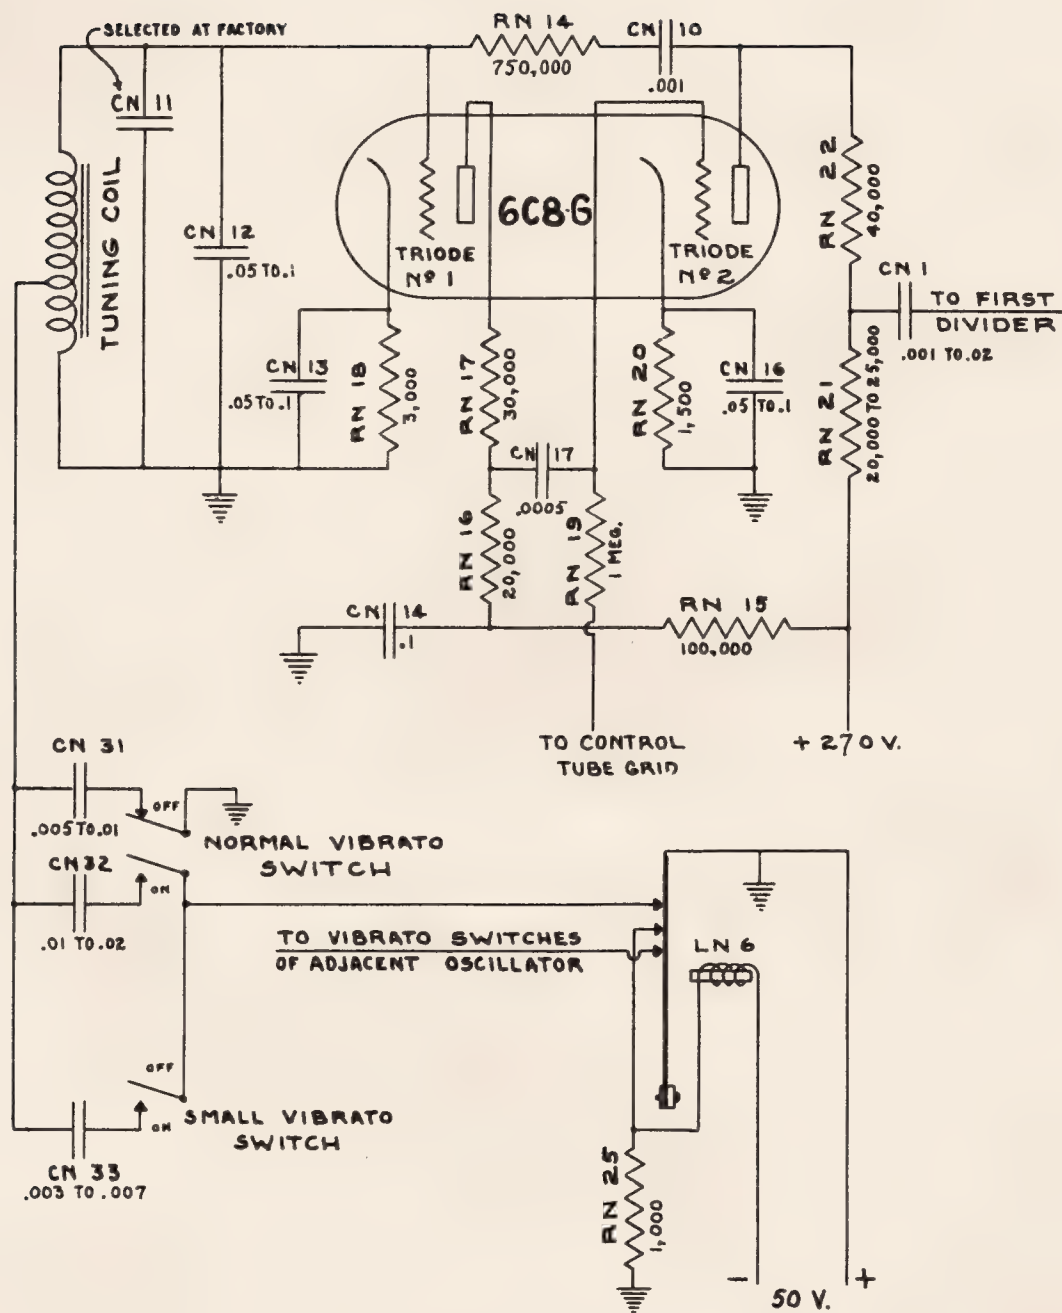 SELECTED AT FACTORY
RN 14
750,000
CN 10
.001
CN 11
TUNING COIL
CN 12
.05 TO.1
6C8·G
TRIODE
Nº 1
TRIODE
Nº 2
RN 22
40,000
CN 1
.001 TO.02
TO FIRST
DIVIDER
CN 13
.05 TO.1
RN 18
3,000
RN 17
30,000
RN 20
1,500
CN 16
.05 TO.1
RN 21
20,000 TO 25,000
CN 17
.0005
RN 16
20,000
RN 19
1 MEG.
CN 14
.1
RN 15
100,000
TO CONTROL
TUBE GRID
+ 270 V.
CN 31
.005 TO.01
OFF
NORMAL VIBRATO
SWITCH
CN 32
ON
.01 TO.02
TO VIBRATO SWITCHES
OF ADJACENT OSCILLATOR
LN 6
OFF
SMALL VIBRATO
SWITCH
ON
CN 33
.003 TO .007
RN 25
1,000
- +
50 V.